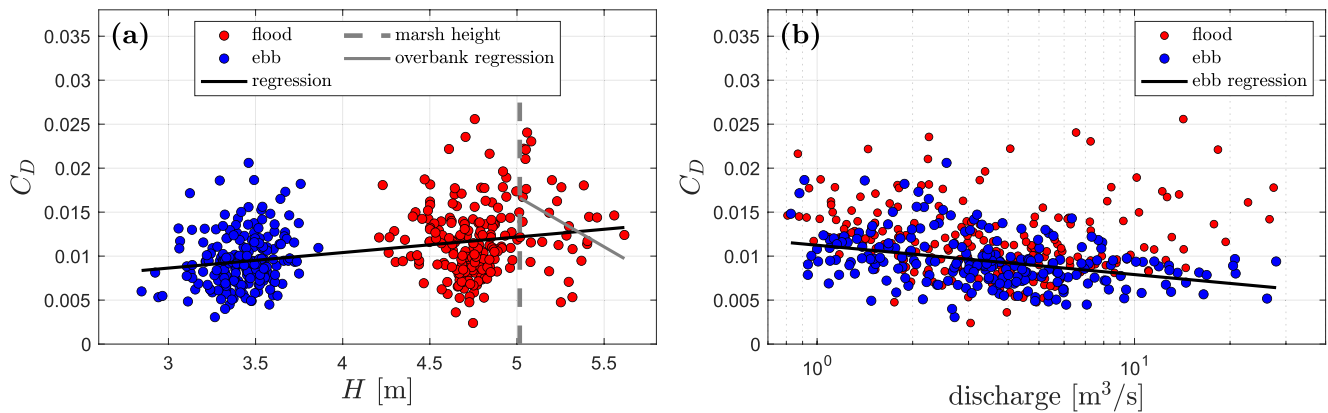 (a)
flood
ebb
regression
marsh height
overbank regression
0.035
0.03
0.025
0.02
0.015
0.01
0.005
0
C_D
3
3.5
4
4.5
5
5.5
H [m]
(b)
flood
ebb
ebb regression
0.035
0.03
0.025
0.02
0.015
0.01
0.005
0
C_D
10^0
10^1
discharge [m^3/s]